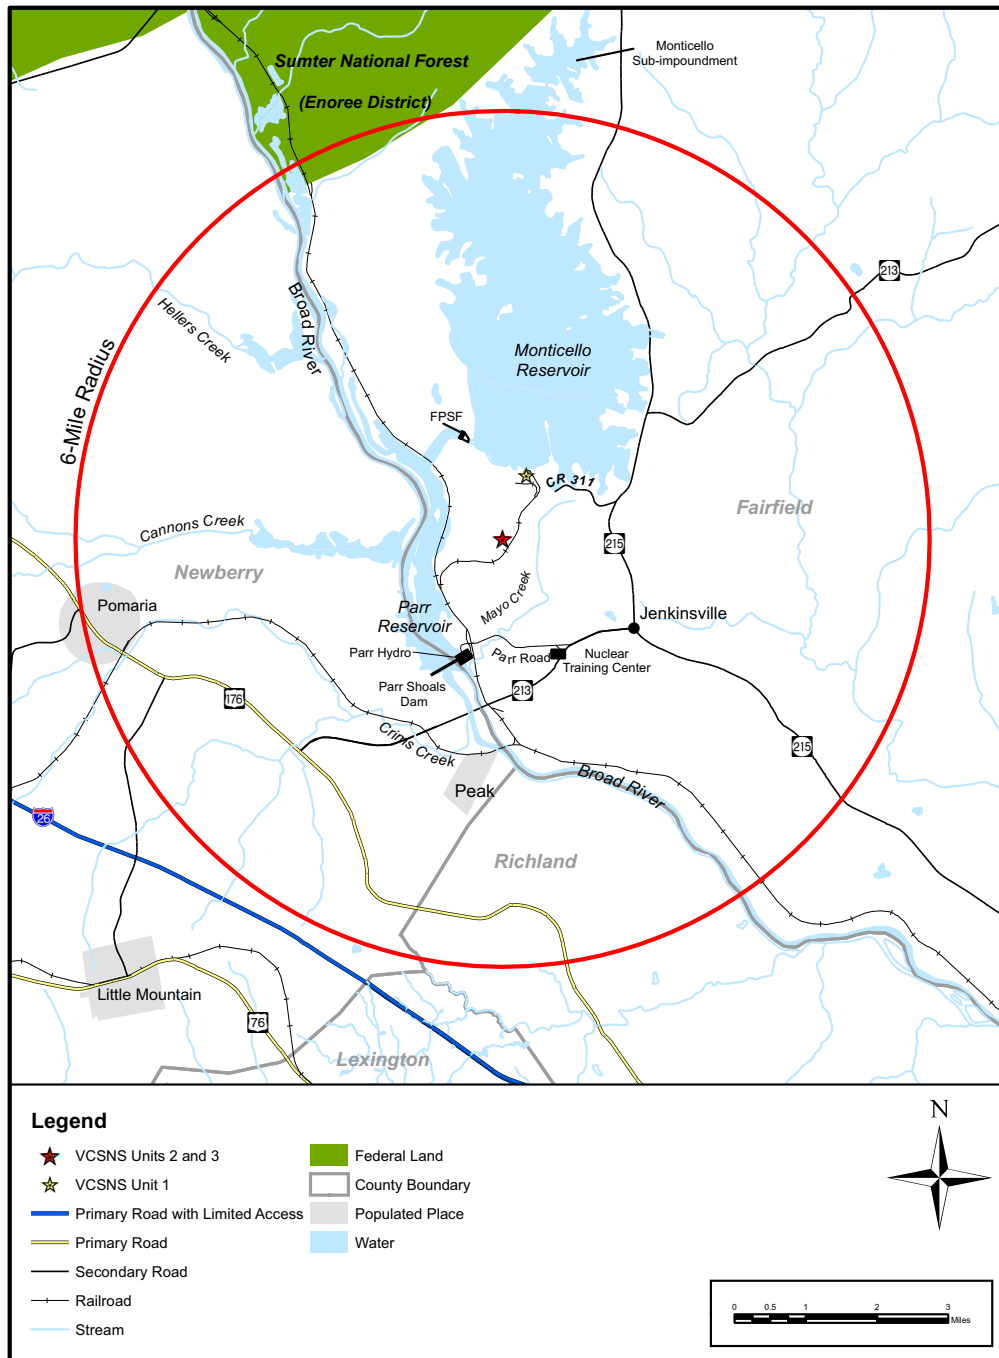 Sumter National Forest
(Enoree District)
Monticello
Sub-impoundment
213
Hellers Creek
Broad River
Monticello
Reservoir
6-Mile Radius
FPSF
CR 311
Fairfield
Cannons Creek
215
Newberry
Pomaria
Mayo Creek
Parr
Reservoir
Jenkinsville
Parr Hydro
Parr Road
Nuclear
Training Center
Parr Shoals
Dam
213
176
Crims Creek
215
Broad River
Peak
26
Richland
Little Mountain
76
Lexington
Legend
VCSNS Units 2 and 3
VCSNS Unit 1
Primary Road with Limited Access
Primary Road
Secondary Road
Railroad
Stream
Federal Land
County Boundary
Populated Place
Water
N
0 0.5 1 2 3
Miles